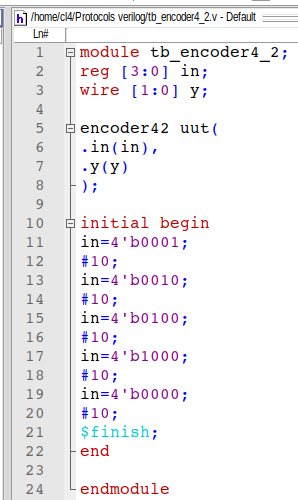 /home/cl4/Protocols verilog/tb_encoder4_2.v - Default
Ln#
1 module tb_encoder4_2;
2 reg [3:0] in;
3 wire [1:0] y;
4
5 encoder42 uut(
6 .in(in),
7 .y(y)
8 );
9
10 initial begin
11 in=4'b0001;
12 #10;
13 in=4'b0010;
14 #10;
15 in=4'b0100;
16 #10;
17 in=4'b1000;
18 #10;
19 in=4'b0000;
20 #10;
21 $finish;
22 end
23
24 endmodule